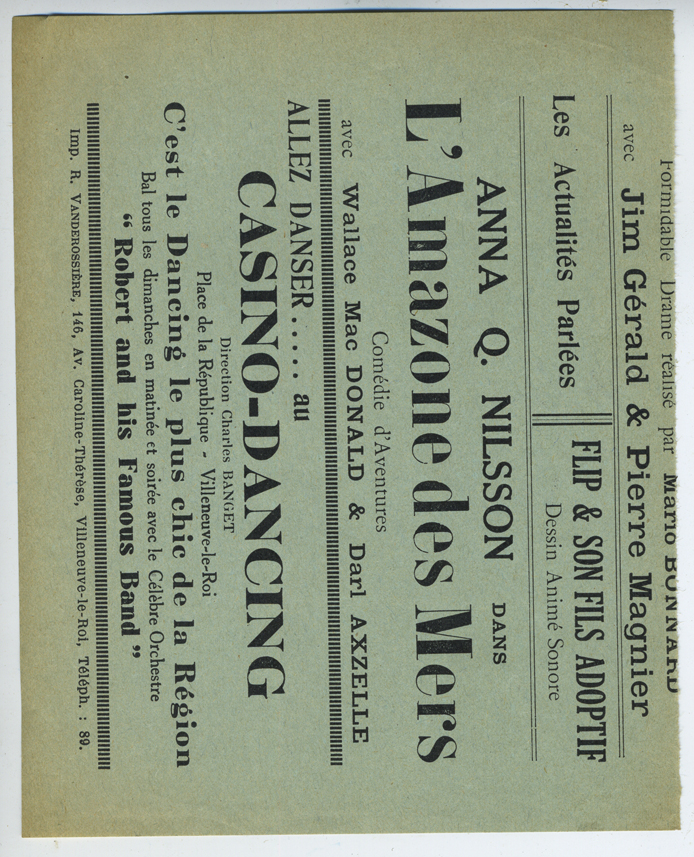 Formidable Drame réalisé par Mario BONNARD
avec Jim Gérald & Pierre Magnier
Les Actualités Parlées
FLIP & SON FILS ADOPTIF
Dessin Animé Sonore
ANNA Q. NILSSON DANS
L'Amazone des Mers
Comédie d'Aventures
avec Wallace Mac DONALD & Darl AXZELLE
ALLEZ DANSER..... au
CASINO-DANCING
Direction Charles BANGET
Place de la République - Villeneuve-le-Roi
C'est le Dancing le plus chic de la Région
Bal tous les dimanches en matinée et soirée avec le Célèbre Orchestre
“ Robert and his Famous Band ”
Imp. R. VANDEROSSIÈRE, 146, Av. Caroline-Thérèse, Villeneuve-le-Roi, Téléph. : 89.